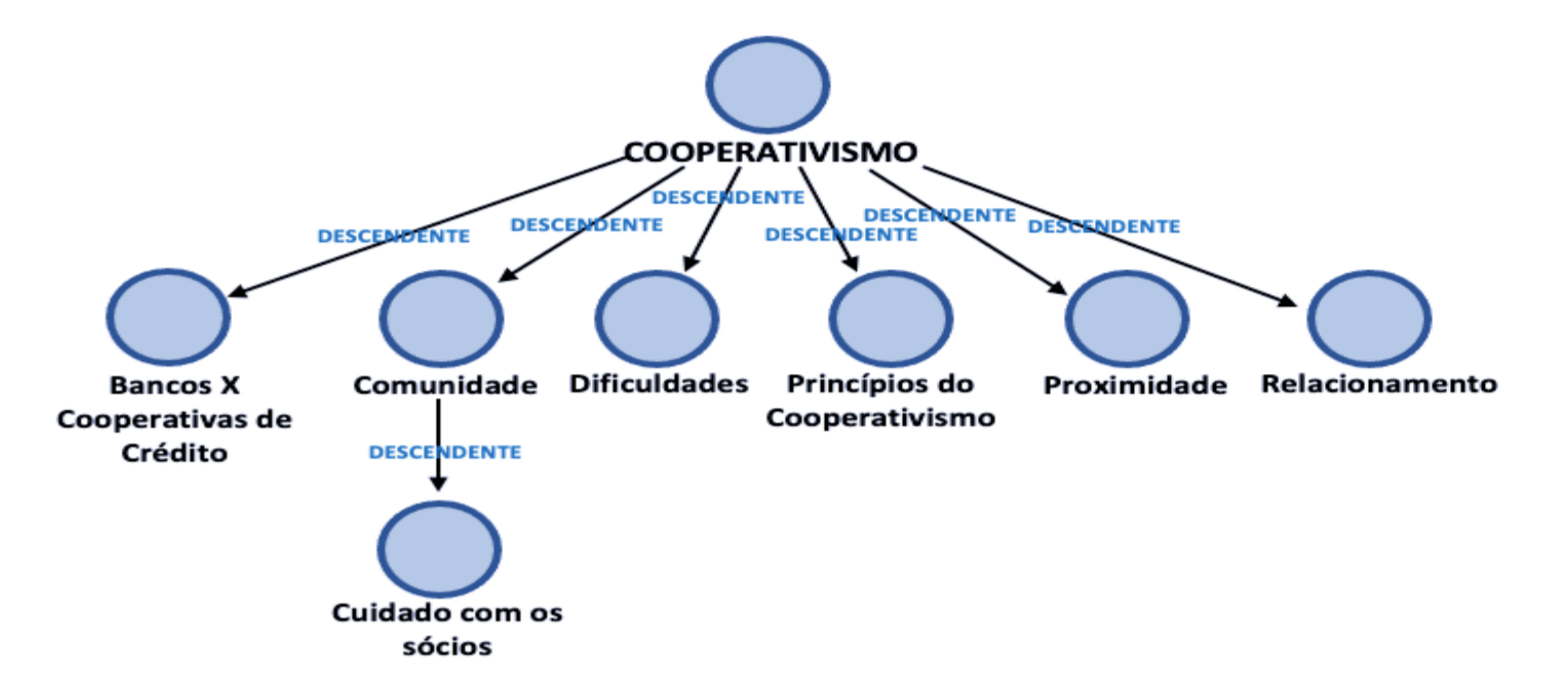 COOPERATIVISMO
DESCENDENTE
DESCENDENTE
DESCENDENTE
DESCENDENTE
DESCENDENTE
DESCENDENTE
Bancos X
Cooperativas de
Crédito
Comunidade
Dificuldades
Princípios do
Cooperativismo
Proximidade
Relacionamento
DESCENDENTE
Cuidado com os
sócios